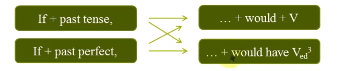 If + past tense,
… + would + V
If + past perfect,
… + would have Ved³